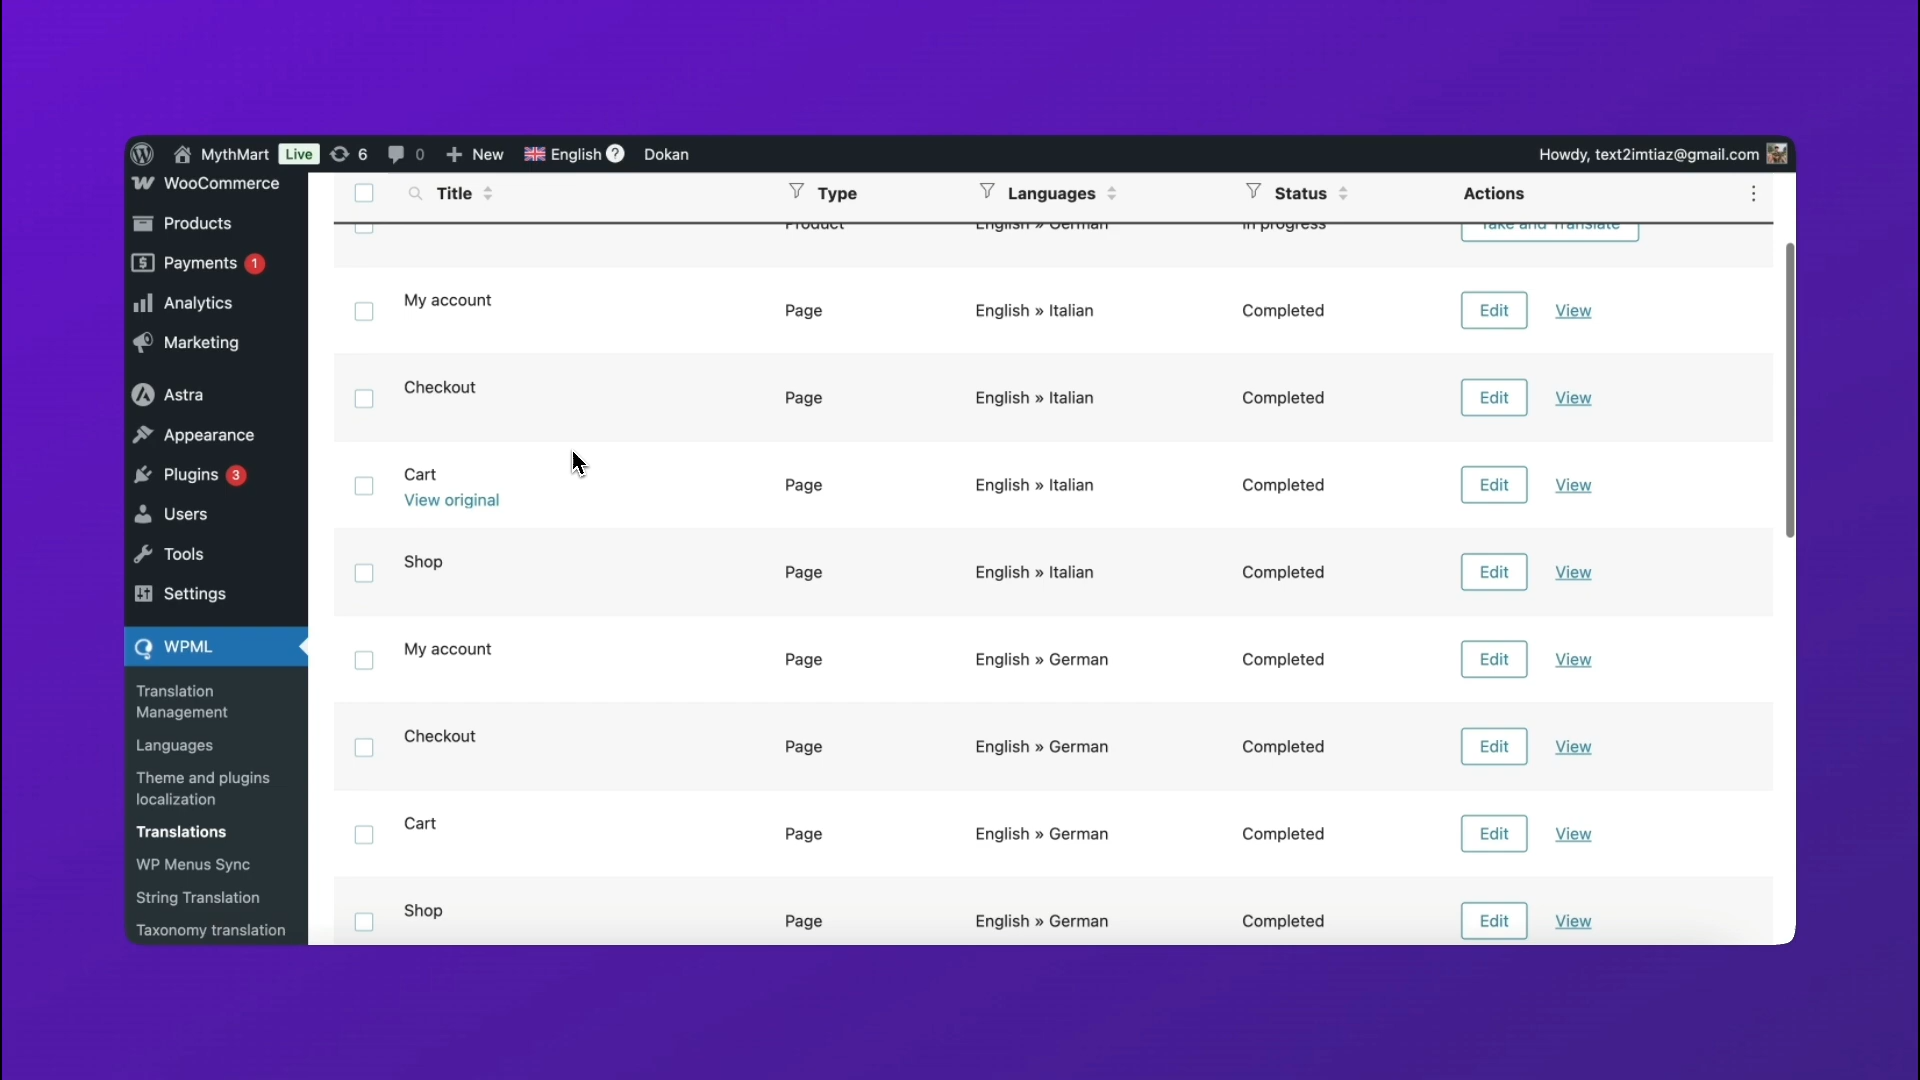 MythMart Live 6 0 New English ? Dokan Howdy, text2imtiaz@gmail.com
WooCommerce
Products
Payments 1
Analytics
Marketing
Astra
Appearance
Plugins 3
Users
Tools
Settings
WPML
Translation
Management
Languages
Theme and plugins
localization
Translations
WP Menus Sync
String Translation
Taxonomy translation
Title Type Languages Status Actions
Product English » German In progress Take and Translate
My account Page English » Italian Completed Edit View
Checkout Page English » Italian Completed Edit View
Cart Page English » Italian Completed Edit View
View original
Shop Page English » Italian Completed Edit View
My account Page English » German Completed Edit View
Checkout Page English » German Completed Edit View
Cart Page English » German Completed Edit View
Shop Page English » German Completed Edit View